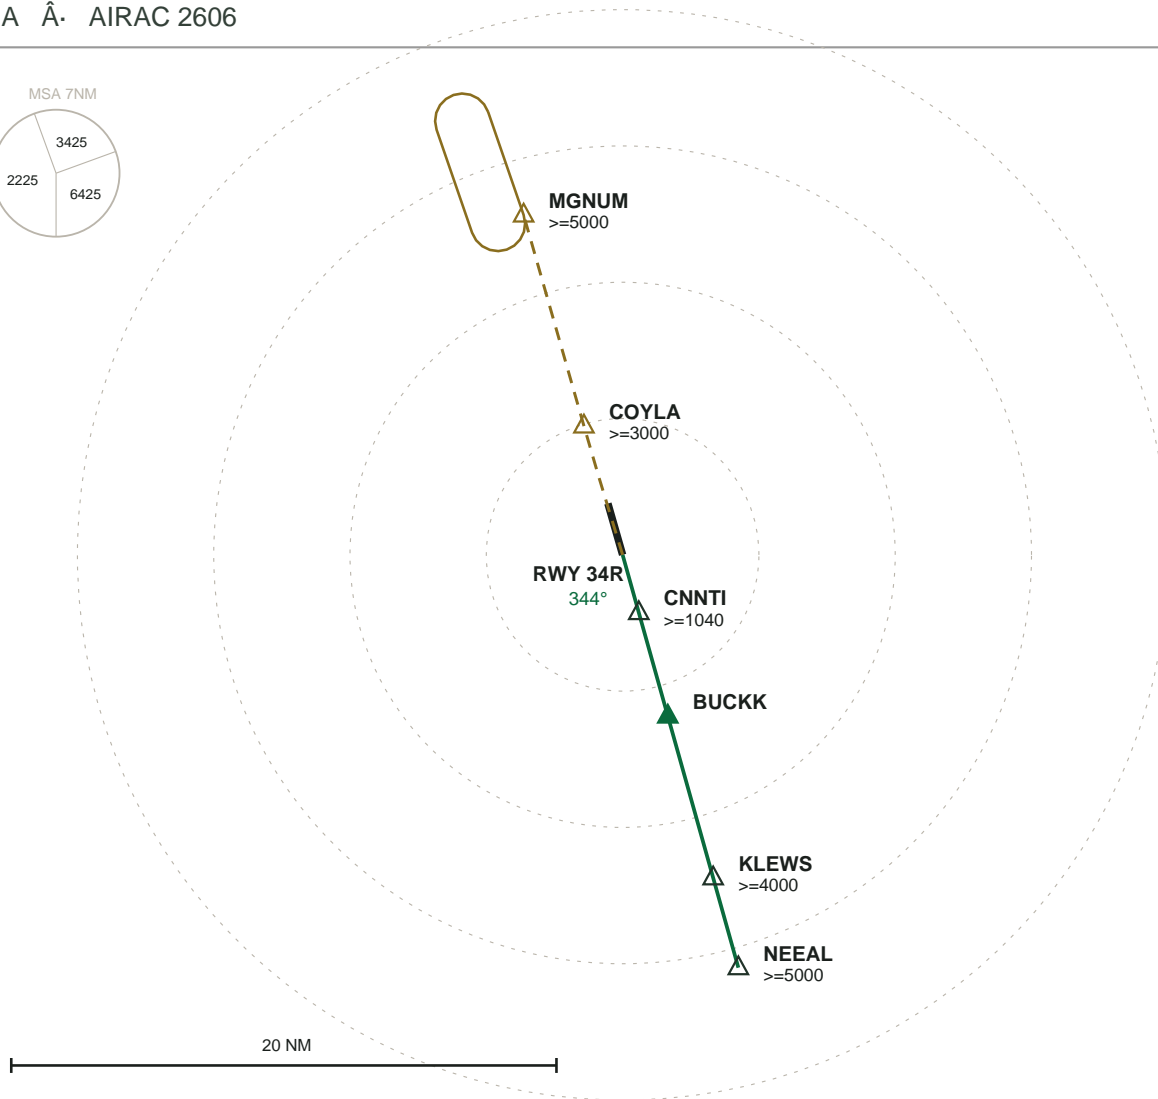 A Â· AIRAC 2606
MSA 7NM
3425
2225
6425
MGNUM
>=5000
COYLA
>=3000
RWY 34R
344°
CNNTI
>=1040
BUCKK
KLEWS
>=4000
NEEAL
>=5000
20 NM